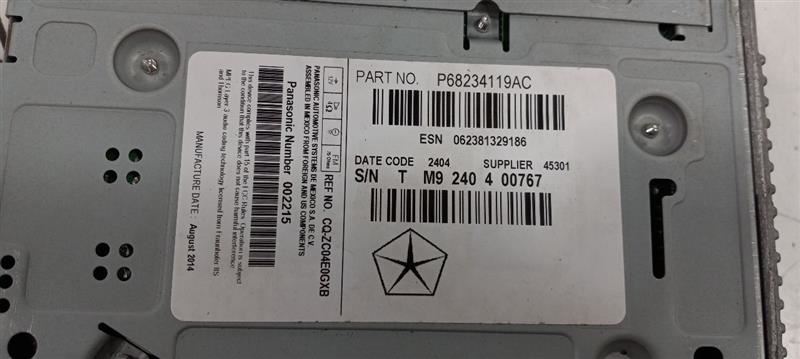 PART NO. P68234119AC
ESN 062381329186
DATE CODE 2404 SUPPLIER 45301
S/N T M9 240 4 00767
12V 4Ω
REF NO. CQ-ZC04E0GXB
PANASONIC AUTOMOTIVE SYSTEMS DE MEXICO S.A. DE C.V.
ASSEMBLED IN MEXICO FROM FOREIGN AND US COMPONENTS
Panasonic Number 002215
This device complies with part 15 of the FCC Rules. Operation is subject
to the condition that this device does not cause harmful interference
MPEG Layer 3 audio coding technology licensed from Fraunhofer IIS
and Thomson
MANUFACTURE DATE: August 2014